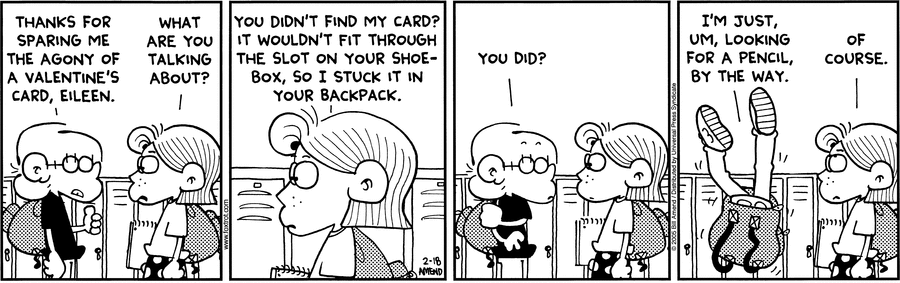 THANKS FOR
SPARING ME
THE AGONY OF
A VALENTINE'S
CARD, EILEEN.
WHAT
ARE YOU
TALKING
ABOUT?
www.foxtrot.com
YOU DIDN'T FIND MY CARD?
IT WOULDN'T FIT THROUGH
THE SLOT ON YOUR SHOE-
BOX, SO I STUCK IT IN
YOUR BACKPACK.
2-18
AMEND
YOU DID?
© 2005 Bill Amend / Distributed by Universal Press Syndicate
I'M JUST,
UM, LOOKING
FOR A PENCIL,
BY THE WAY.
OF
COURSE.